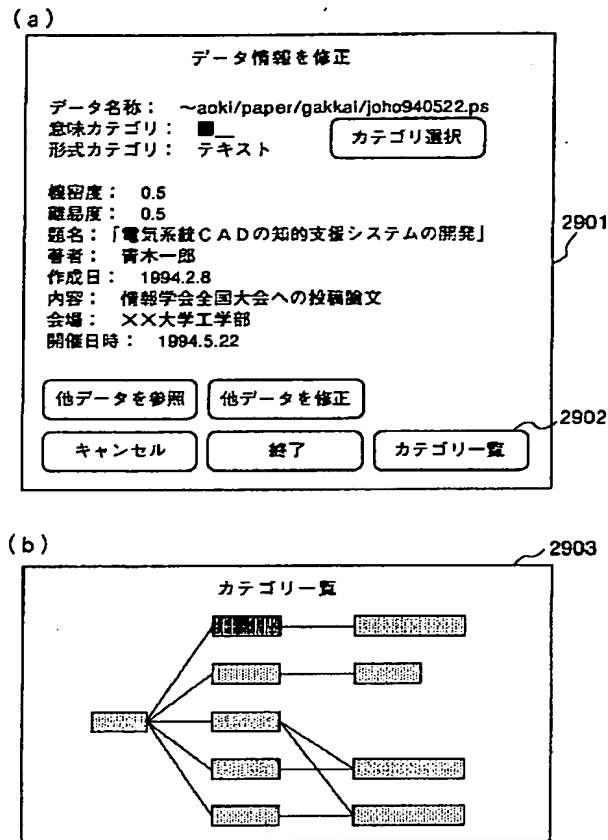 (a)
データ情報を修正
データ名称： ～aoki/paper/gakkai/joho940522.ps
意味カテゴリ： ■_
カテゴリ選択
形式カテゴリ： テキスト
機密度： 0.5
難易度： 0.5
題名：「電気系統ＣＡＤの知的支援システムの開発」
著者： 青木一郎
作成日： 1994.2.8
内容： 情報学会全国大会への投稿論文
会場： ××大学工学部
開催日時： 1994.5.22
2901
他データを参照
他データを修正
2902
キャンセル
終了
カテゴリ一覧
(b)
2903
カテゴリ一覧